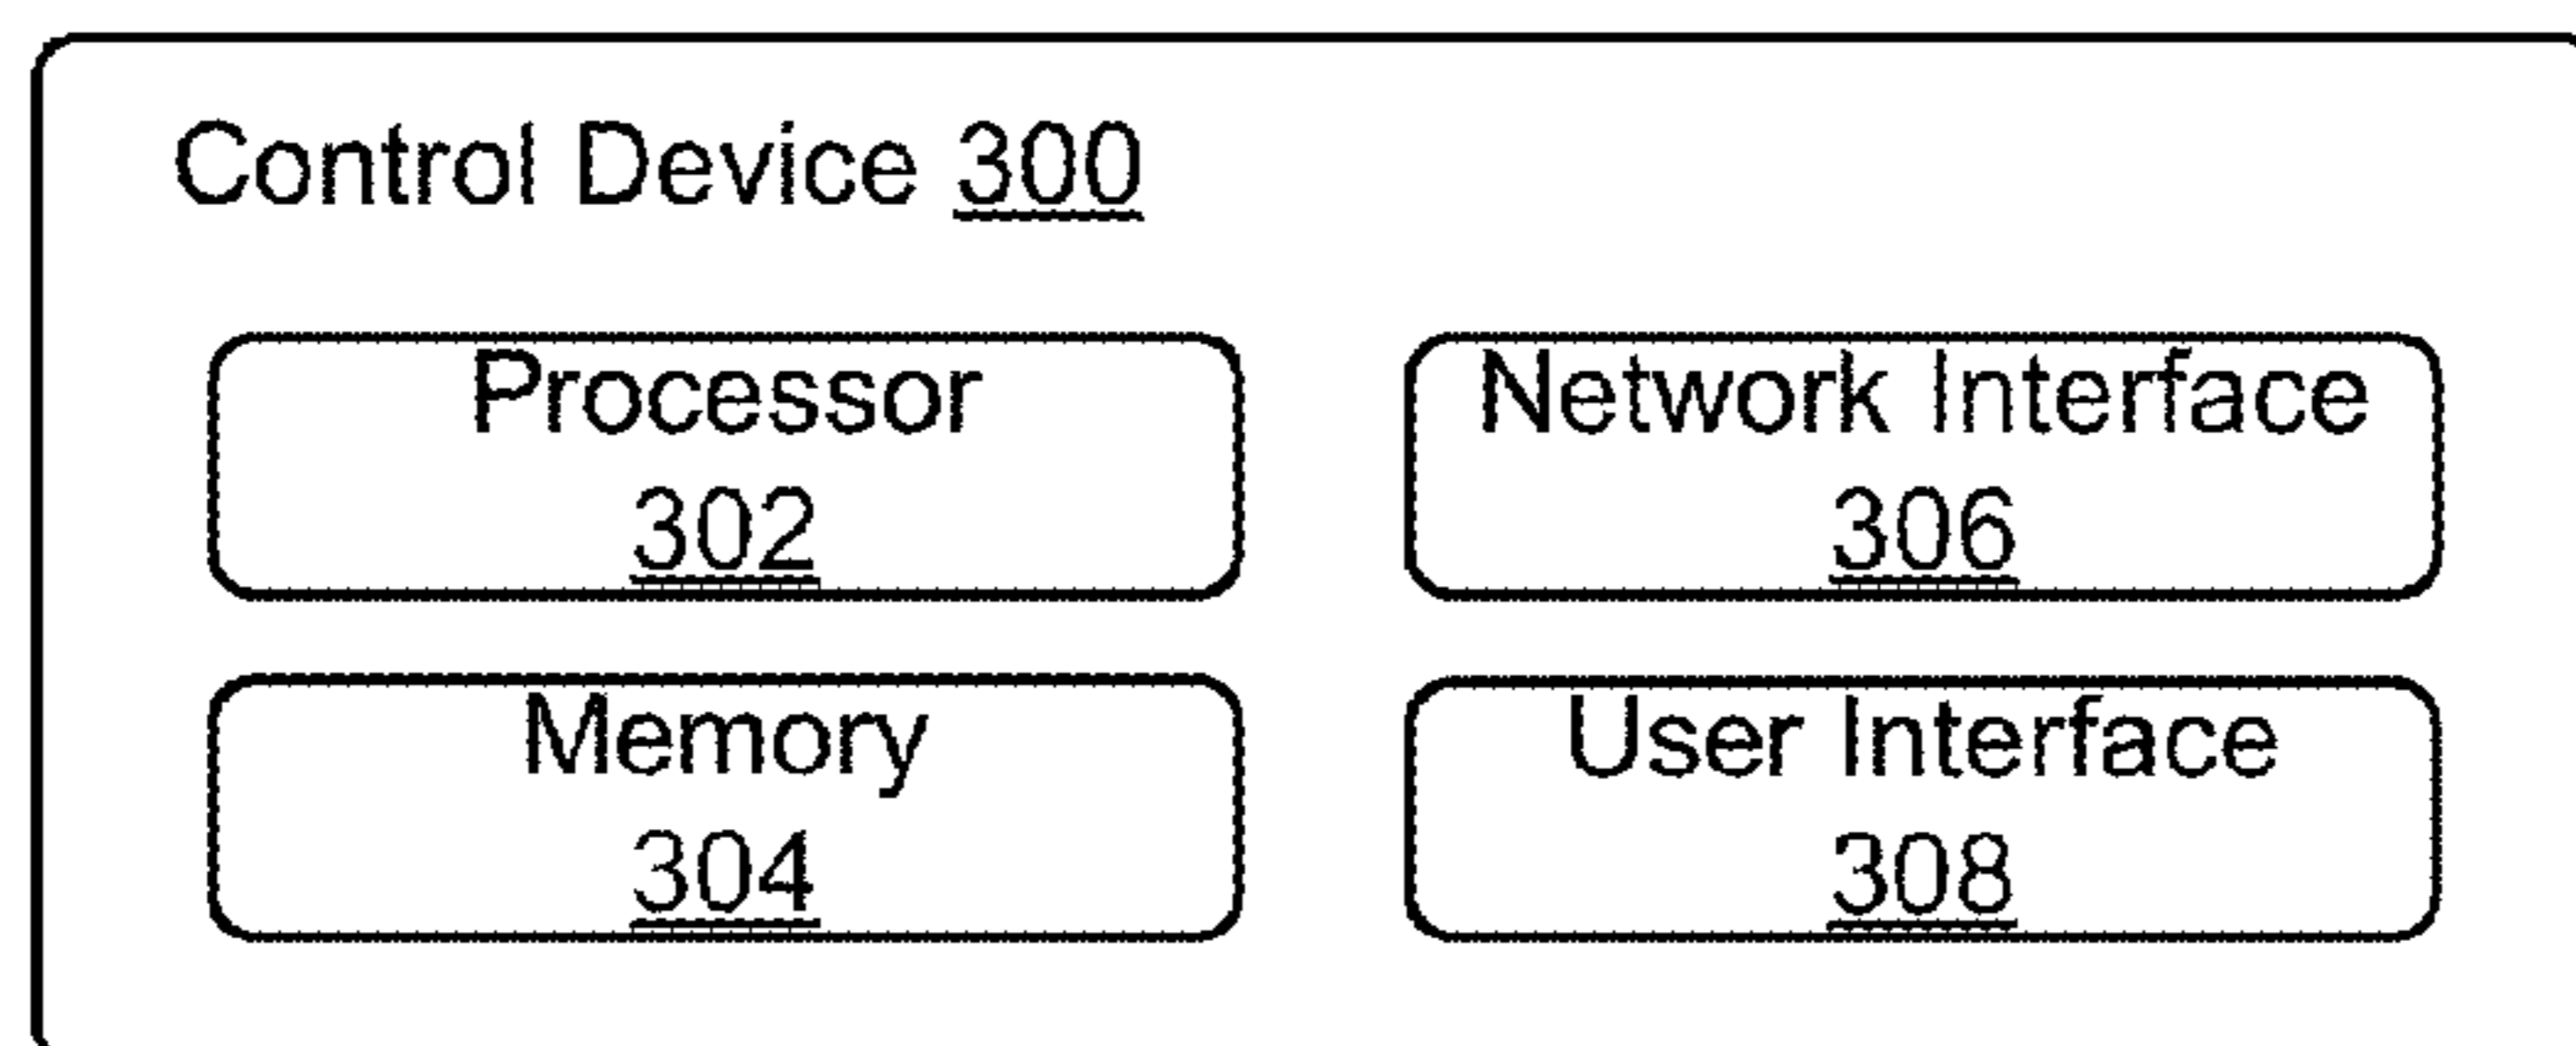 Control Device 300
Processor
302
Network Interface
306
Memory
304
User Interface
308